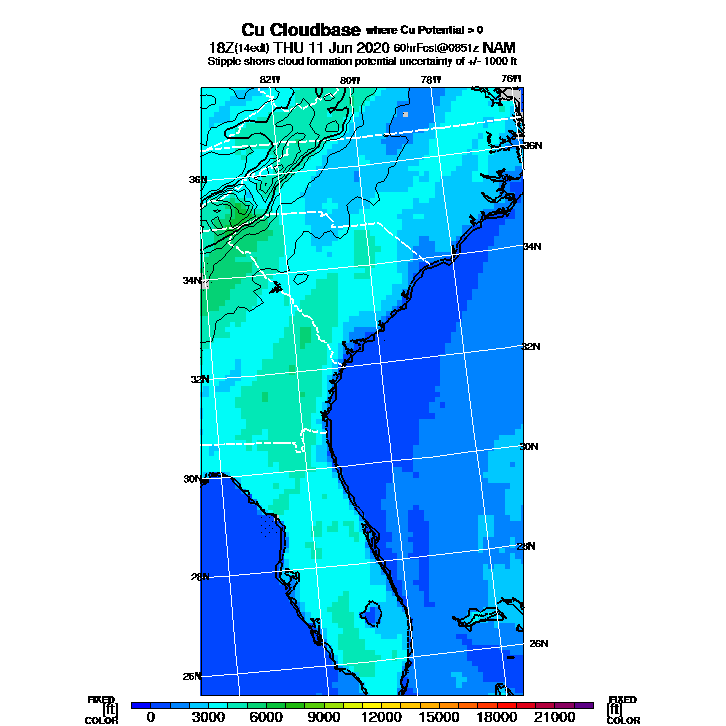 Cu Cloudbase where Cu Potential > 0
18Z(14edt) THU 11 Jun 2020 60hrFcst@0851z NAM
Stipple shows cloud formation potential uncertainty of +/- 1000 ft
82W 80W 78W 76W
36N
36N
34N
34N
32N
32N
30N
30N
28N
28N
26N
26N
FIXED [ft] COLOR
0 3000 6000 9000 12000 15000 18000 21000
FIXED [ft] COLOR